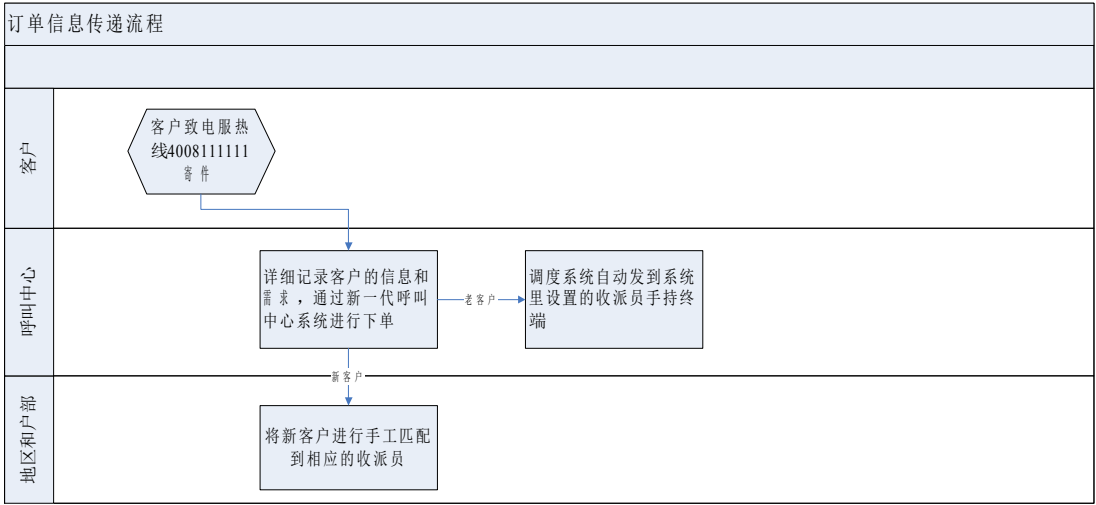 订单信息传递流程
客户
客户致电服热
线4008111111
寄件
呼叫中心
详细记录客户的信息和
需求，通过新一代呼叫
中心系统进行下单
老客户
调度系统自动发到系统
里设置的收派员手持终
端
新客户
地区和户部
将新客户进行手工匹配
到相应的收派员